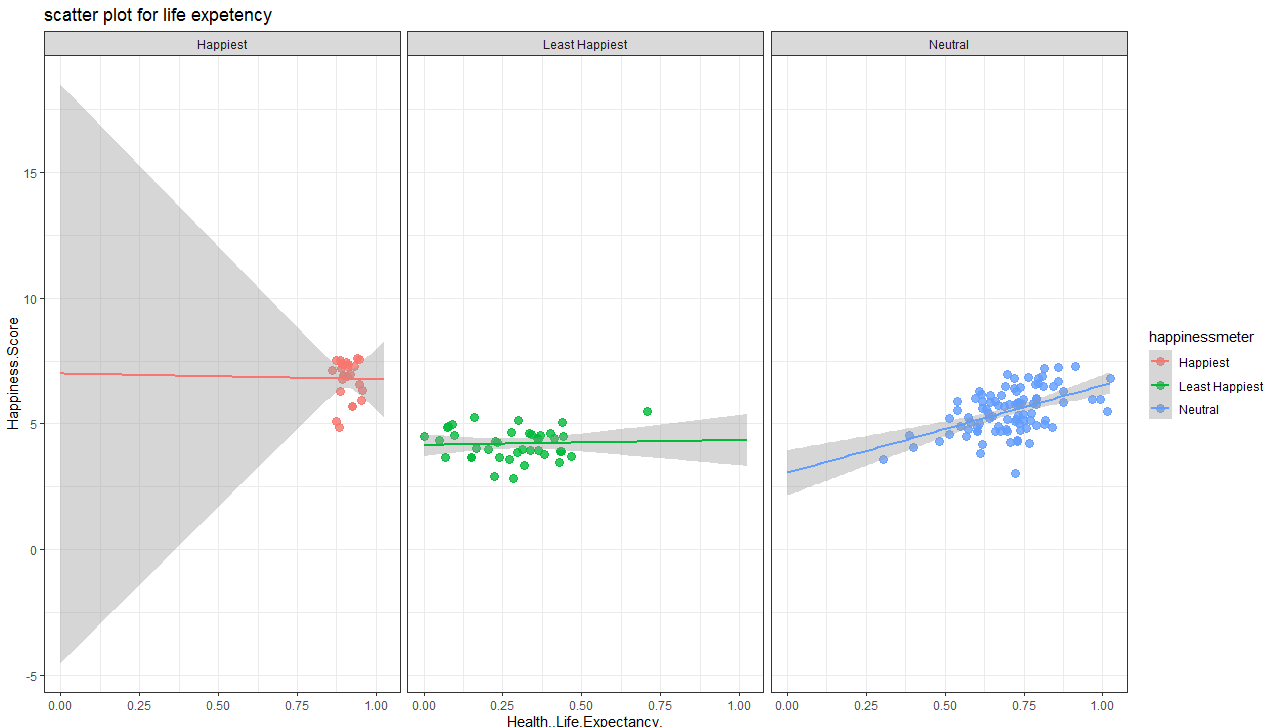 scatter plot for life expetency
Happiest
Least Happiest
Neutral
15
10
5
0
-5
Happiness.Score
0.00 0.25 0.50 0.75 1.00
0.00 0.25 0.50 0.75 1.00
0.00 0.25 0.50 0.75 1.00
Health..Life.Expectancy.
happinessmeter
Happiest
Least Happiest
Neutral